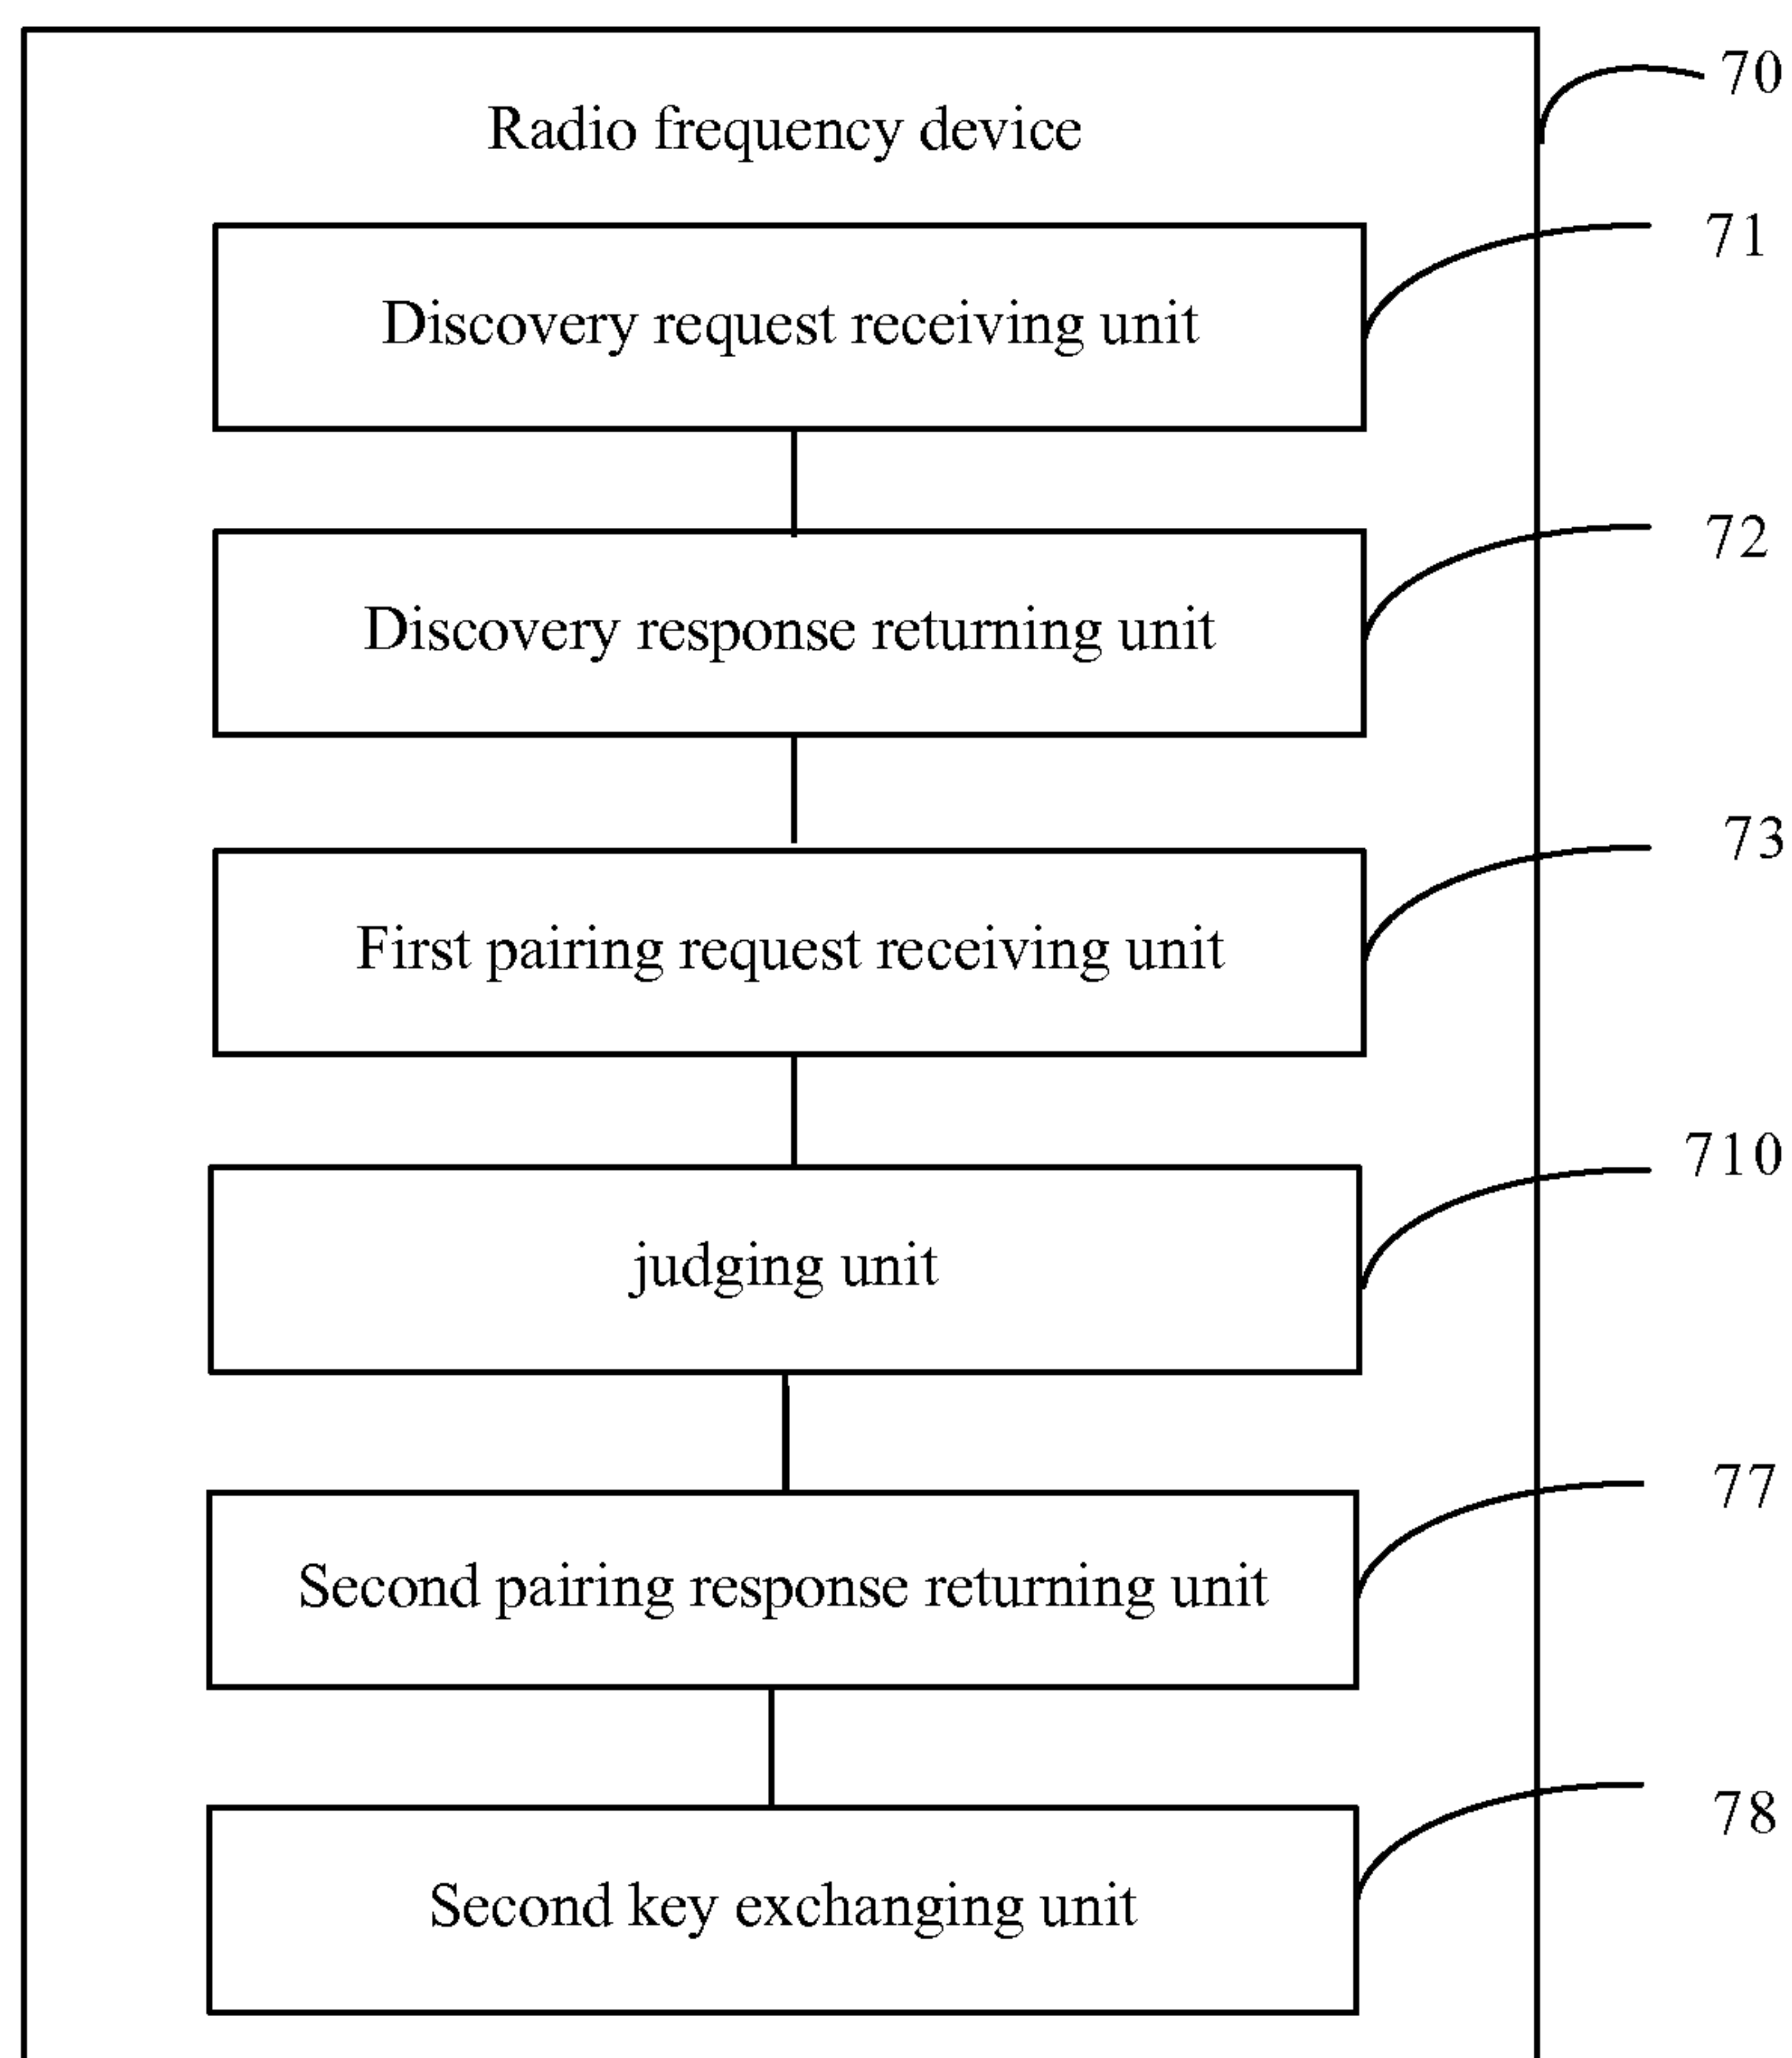 Radio frequency device
70
Discovery request receiving unit
71
Discovery response returning unit
72
First pairing request receiving unit
73
judging unit
710
Second pairing response returning unit
77
Second key exchanging unit
78